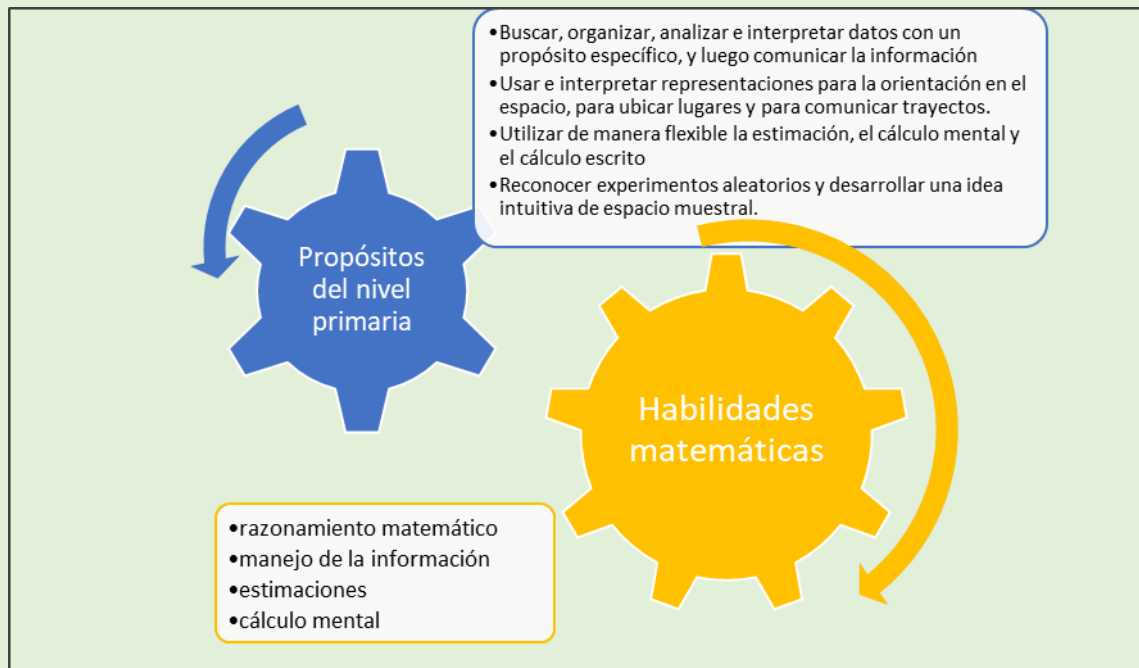 •Buscar, organizar, analizar e interpretar datos con un
propósito específico, y luego comunicar la información
•Usar e interpretar representaciones para la orientación en el
espacio, para ubicar lugares y para comunicar trayectos.
•Utilizar de manera flexible la estimación, el cálculo mental y
el cálculo escrito
•Reconocer experimentos aleatorios y desarrollar una idea
intuitiva de espacio muestral.
Propósitos
del nivel
primaria
Habilidades
matemáticas
•razonamiento matemático
•manejo de la información
•estimaciones
•cálculo mental